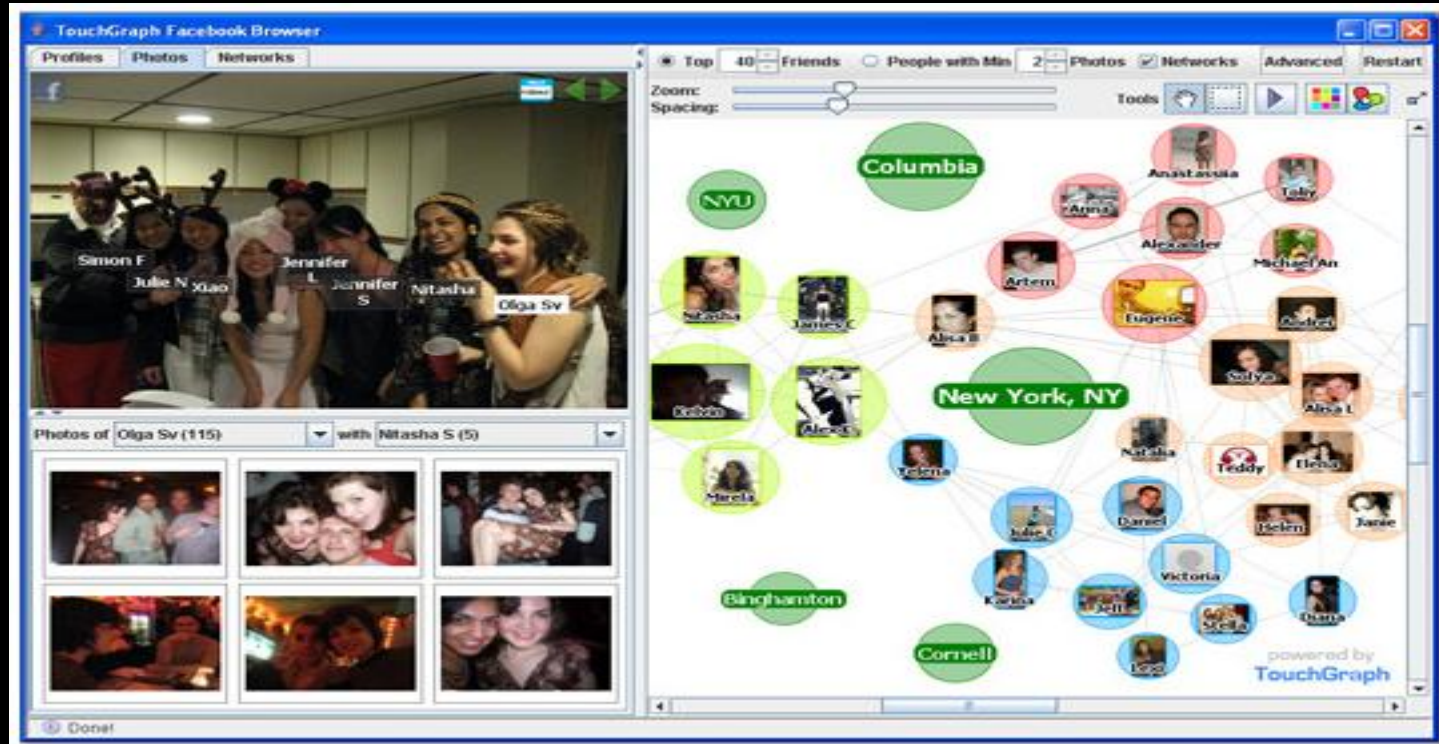 TouchGraph Facebook Browser
Profiles Photos Networks
Simon F
Julie N
Xiao
Jennifer
L
Jennifer
S
Nitasha
Olga Sv
Photos of Olga Sv (115) with Nitasha S (5)
Done!
Top 40 Friends People with Min 2 Photos Networks Advanced Restart
Zoom:
Spacing:
Tools
Columbia
NYU
Anastassiia
Toliy
Anna
Alexander
Michael An
Artem
Nitasha
James C
Alisa B
Eugene
Andrei
Solya
Kelvin
New York, NY
Alisa L
Alex K
Natalia
Teddy
Elena
Yelena
Mirela
Daniel
Helen
Janie
Julie C
Victoria
Karina
Jeff
Stella
Diana
Binghamton
Cornell
powered by
TouchGraph